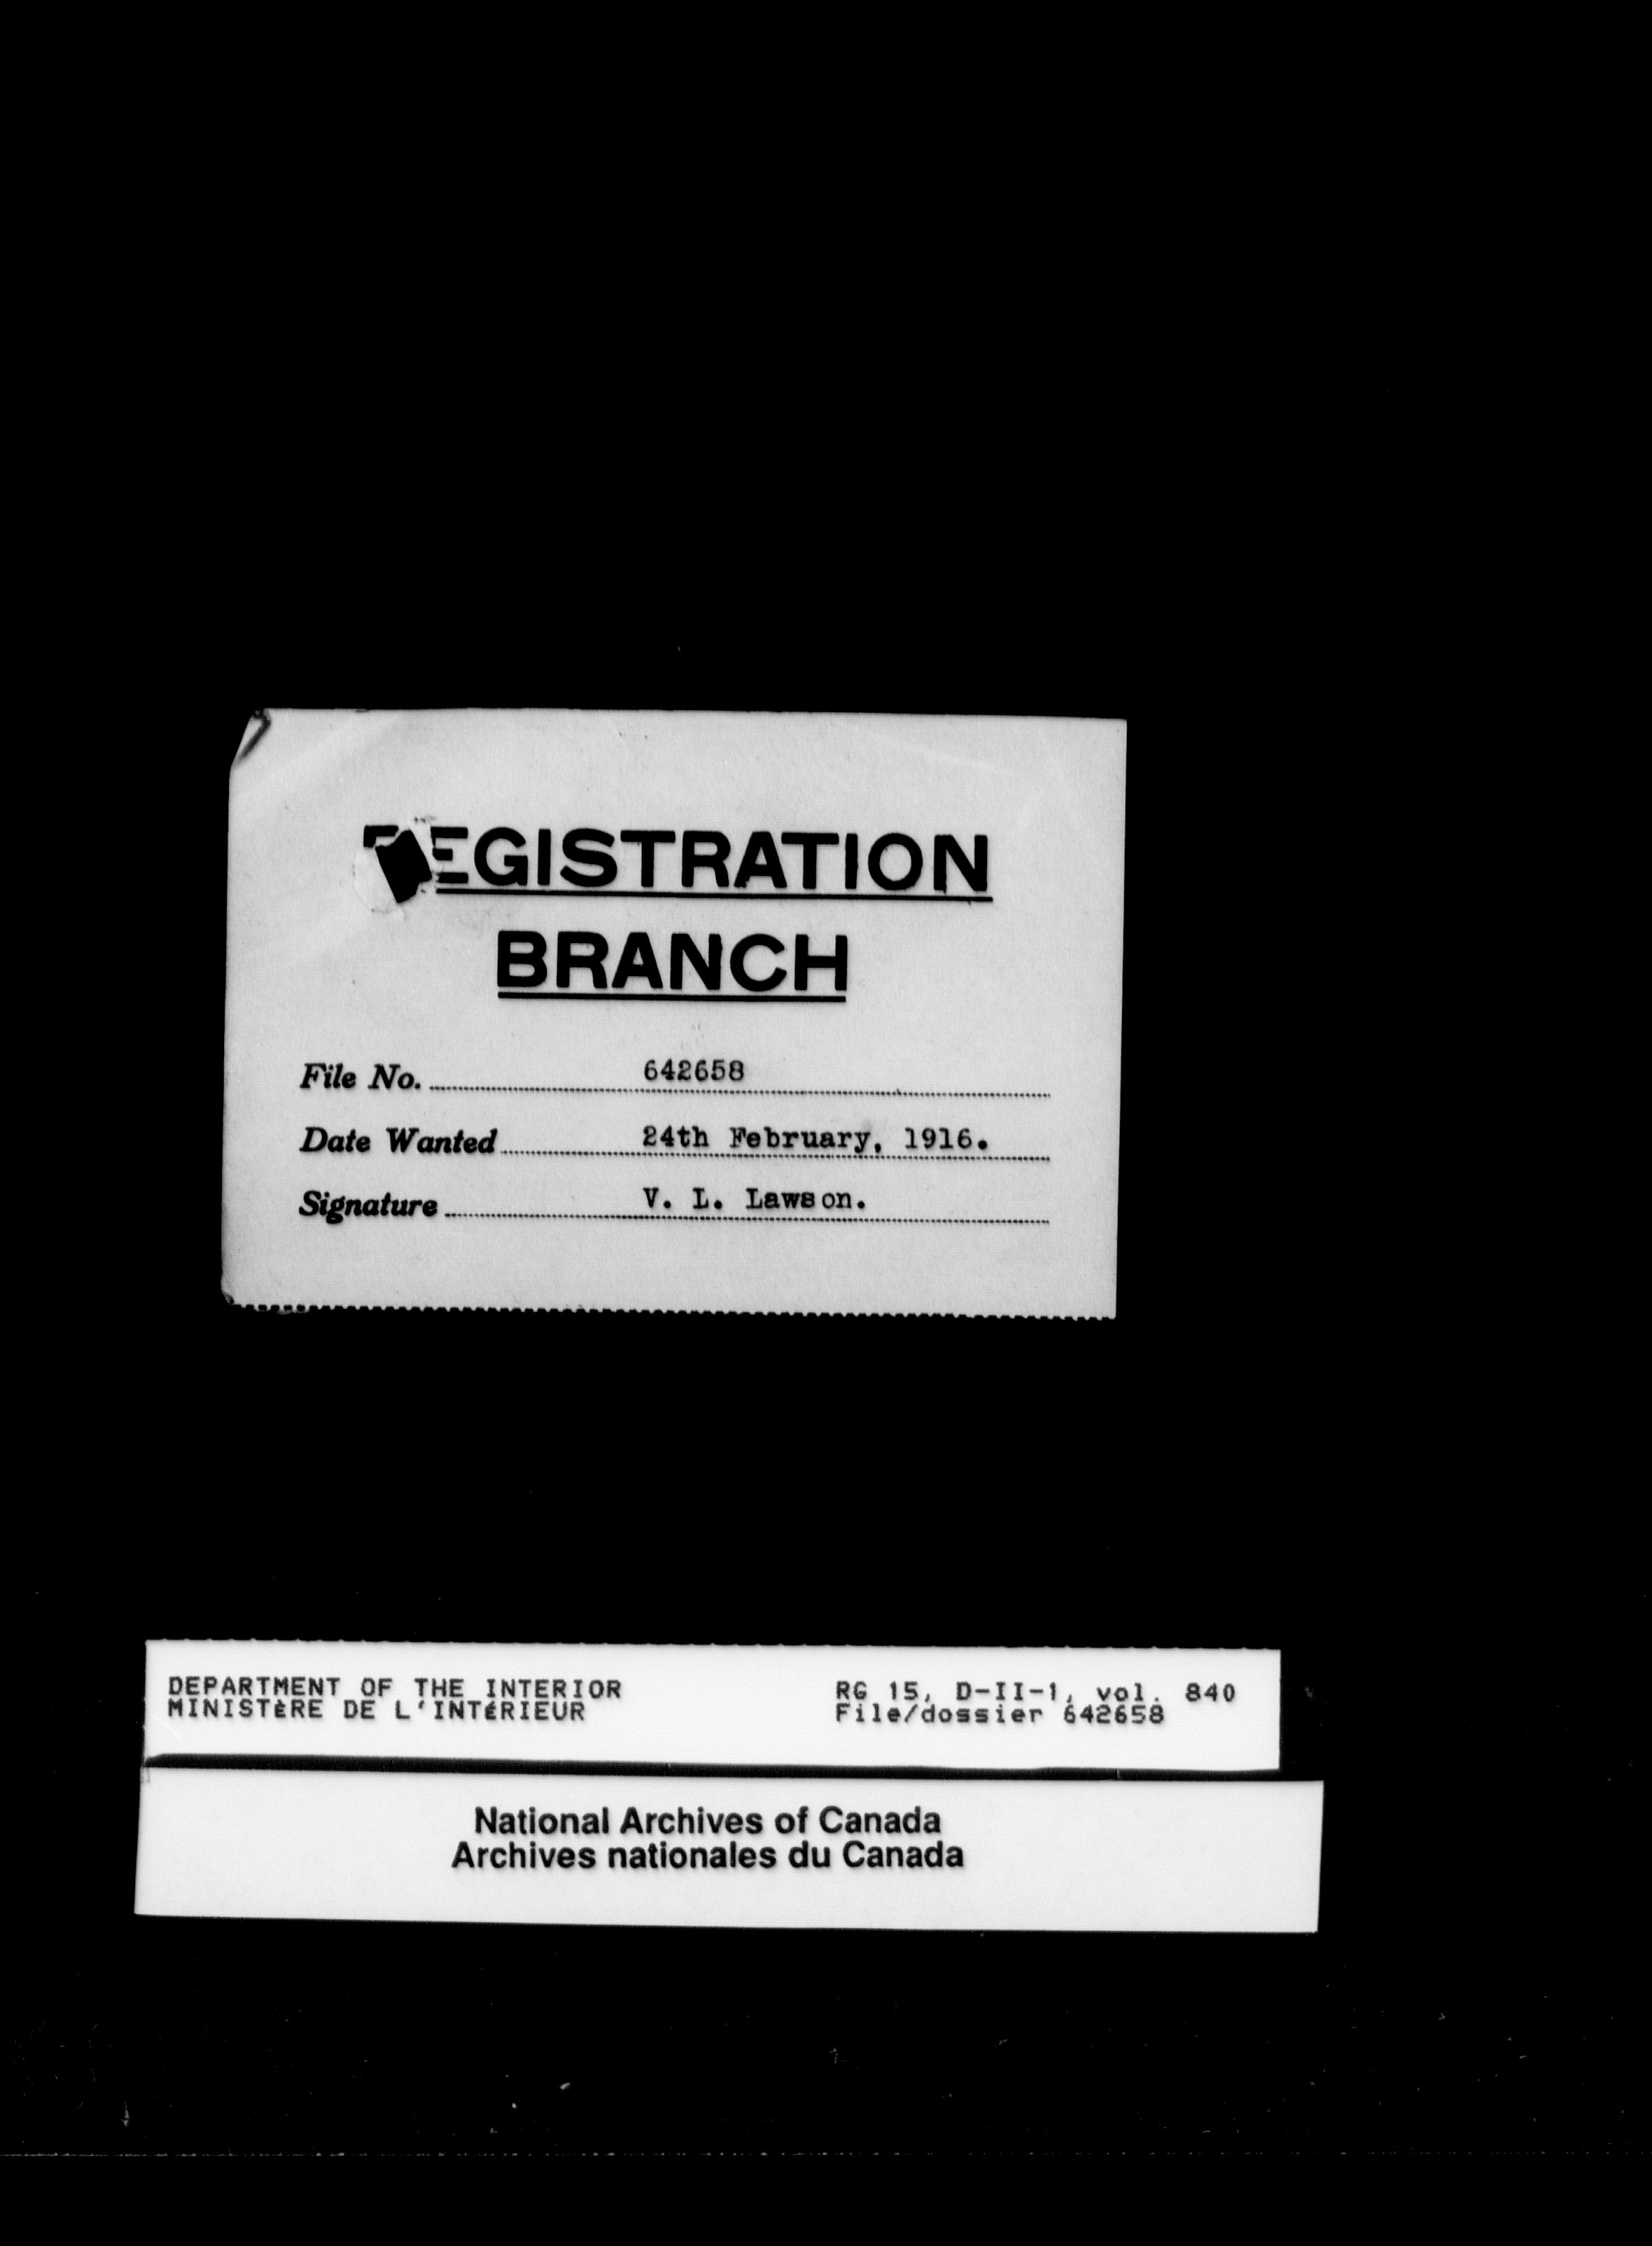 REGISTRATION
BRANCH
File No. 642658
Date Wanted 24th February, 1916.
Signature V. L. Lawson.
DEPARTMENT OF THE INTERIOR RG 15, D-II-1, vol. 840
MINISTèRE DE L'INTéRIEUR File/dossier 642658
National Archives of Canada
Archives nationales du Canada